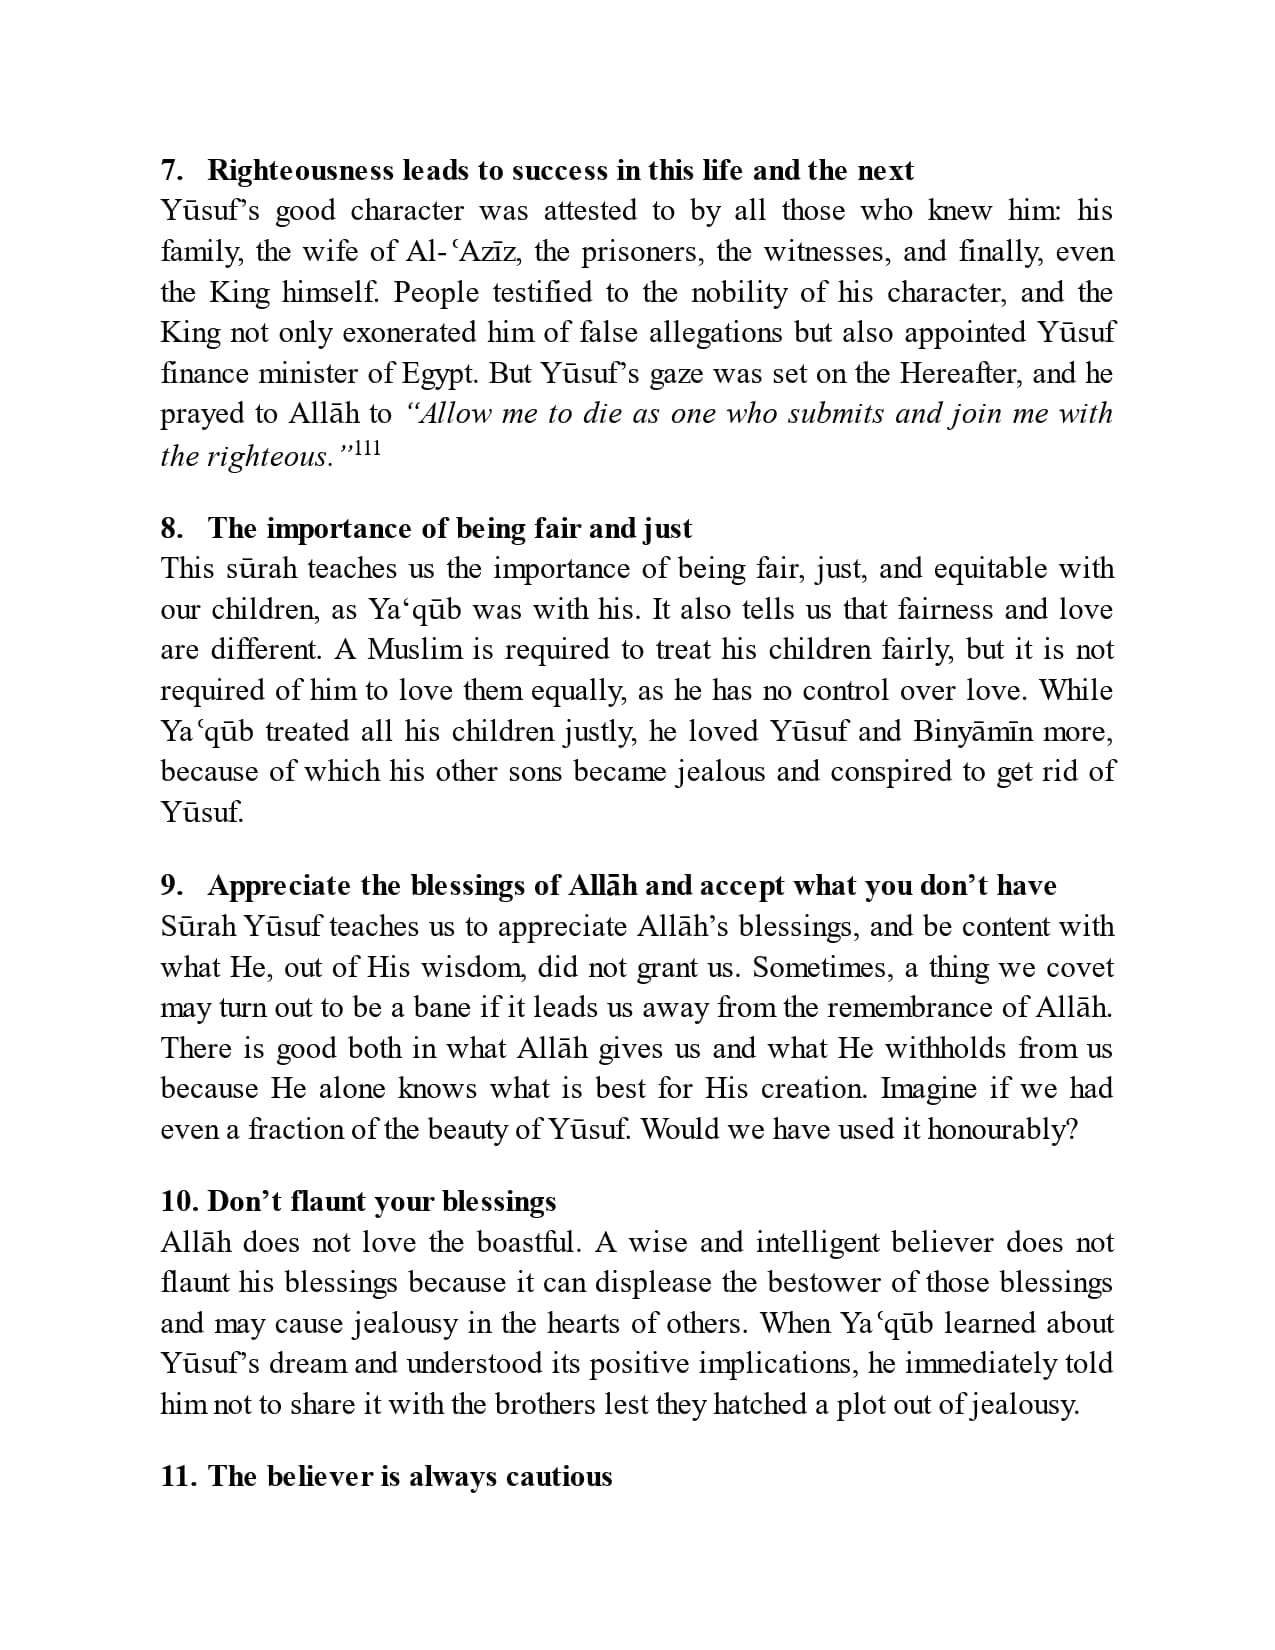 7. Righteousness leads to success in this life and the next
Yūsuf’s good character was attested to by all those who knew him: his
family, the wife of Al-ʿAzīz, the prisoners, the witnesses, and finally, even
the King himself. People testified to the nobility of his character, and the
King not only exonerated him of false allegations but also appointed Yūsuf
finance minister of Egypt. But Yūsuf’s gaze was set on the Hereafter, and he
prayed to Allāh to “Allow me to die as one who submits and join me with
the righteous.”111
8. The importance of being fair and just
This sūrah teaches us the importance of being fair, just, and equitable with
our children, as Ya‘qūb was with his. It also tells us that fairness and love
are different. A Muslim is required to treat his children fairly, but it is not
required of him to love them equally, as he has no control over love. While
Yaʿqūb treated all his children justly, he loved Yūsuf and Binyāmīn more,
because of which his other sons became jealous and conspired to get rid of
Yūsuf.
9. Appreciate the blessings of Allāh and accept what you don’t have
Sūrah Yūsuf teaches us to appreciate Allāh’s blessings, and be content with
what He, out of His wisdom, did not grant us. Sometimes, a thing we covet
may turn out to be a bane if it leads us away from the remembrance of Allāh.
There is good both in what Allāh gives us and what He withholds from us
because He alone knows what is best for His creation. Imagine if we had
even a fraction of the beauty of Yūsuf. Would we have used it honourably?
10. Don’t flaunt your blessings
Allāh does not love the boastful. A wise and intelligent believer does not
flaunt his blessings because it can displease the bestower of those blessings
and may cause jealousy in the hearts of others. When Yaʿqūb learned about
Yūsuf’s dream and understood its positive implications, he immediately told
him not to share it with the brothers lest they hatched a plot out of jealousy.
11. The believer is always cautious